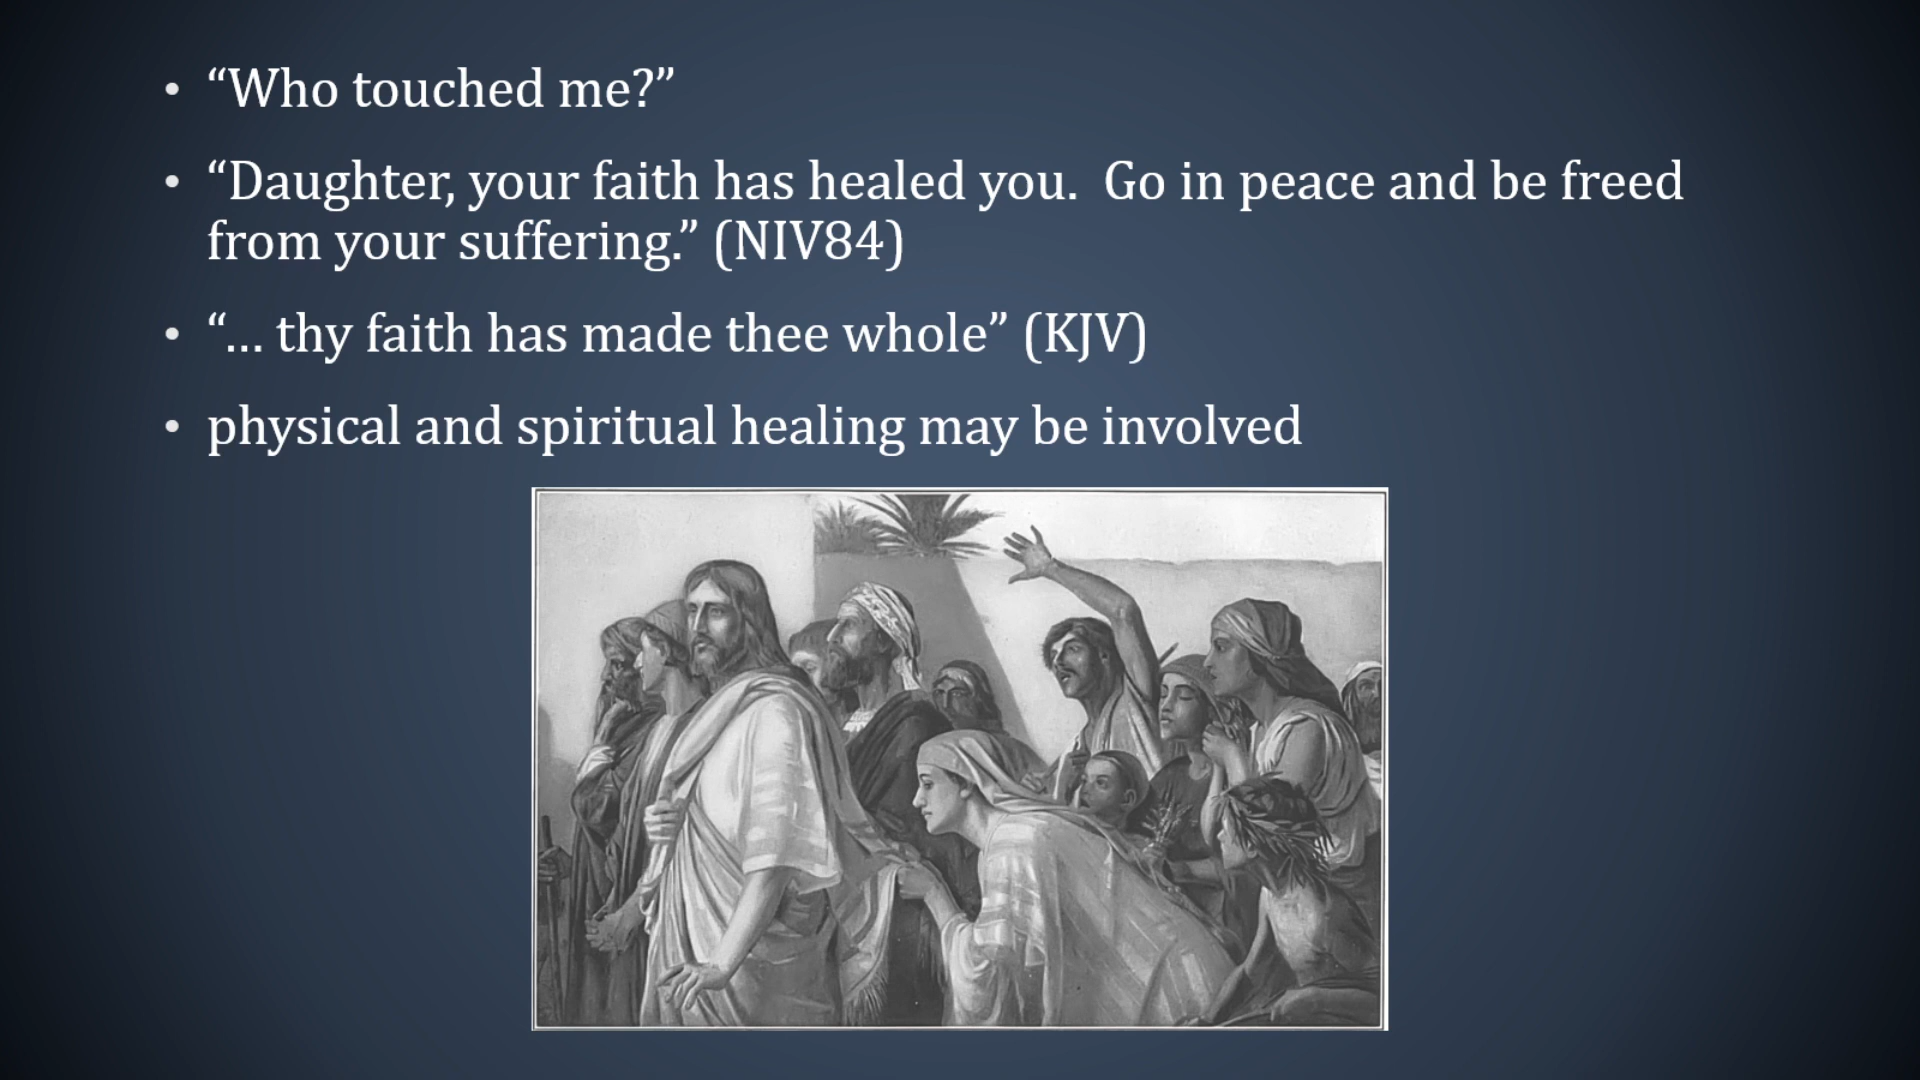 • “Who touched me?”
• “Daughter, your faith has healed you.  Go in peace and be freed
from your suffering.” (NIV84)
• “… thy faith has made thee whole” (KJV)
• physical and spiritual healing may be involved